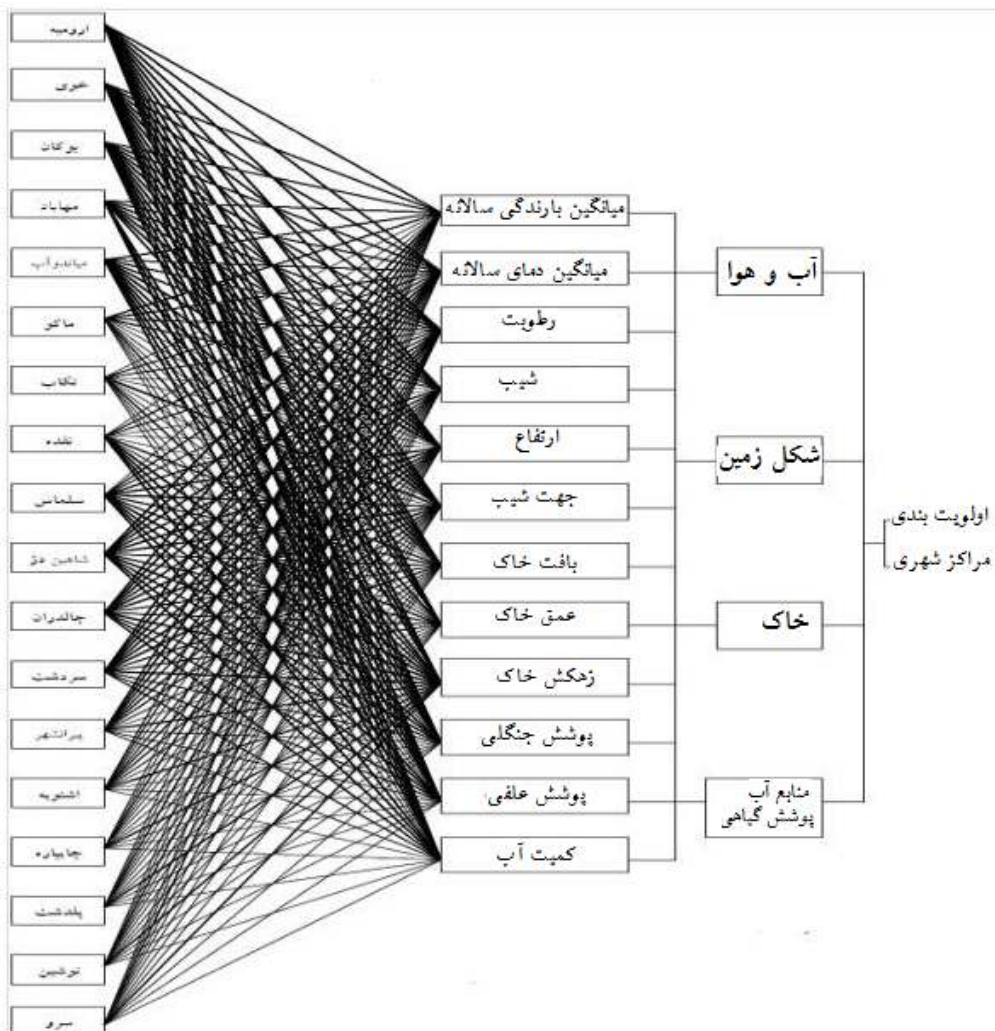 اولویت بندی
مراکز شهری
آب و هوا
شکل زمین
خاک
منابع آب
پوشش گیاهی
میانگین بارندگی سالانه
میانگین دمای سالانه
رطوبت
شیب
ارتفاع
جهت شیب
بافت خاک
عمق خاک
زهکش خاک
پوشش جنگلی
پوشش علفی
کمیت آب
ارومیه
خوی
بوکان
مهاباد
میاندوآب
ماکو
تکاب
نقده
سلماس
شاهین دژ
چالدران
سردشت
پیرانشهر
اشنویه
چایپاره
پلدشت
نوشین
سرو